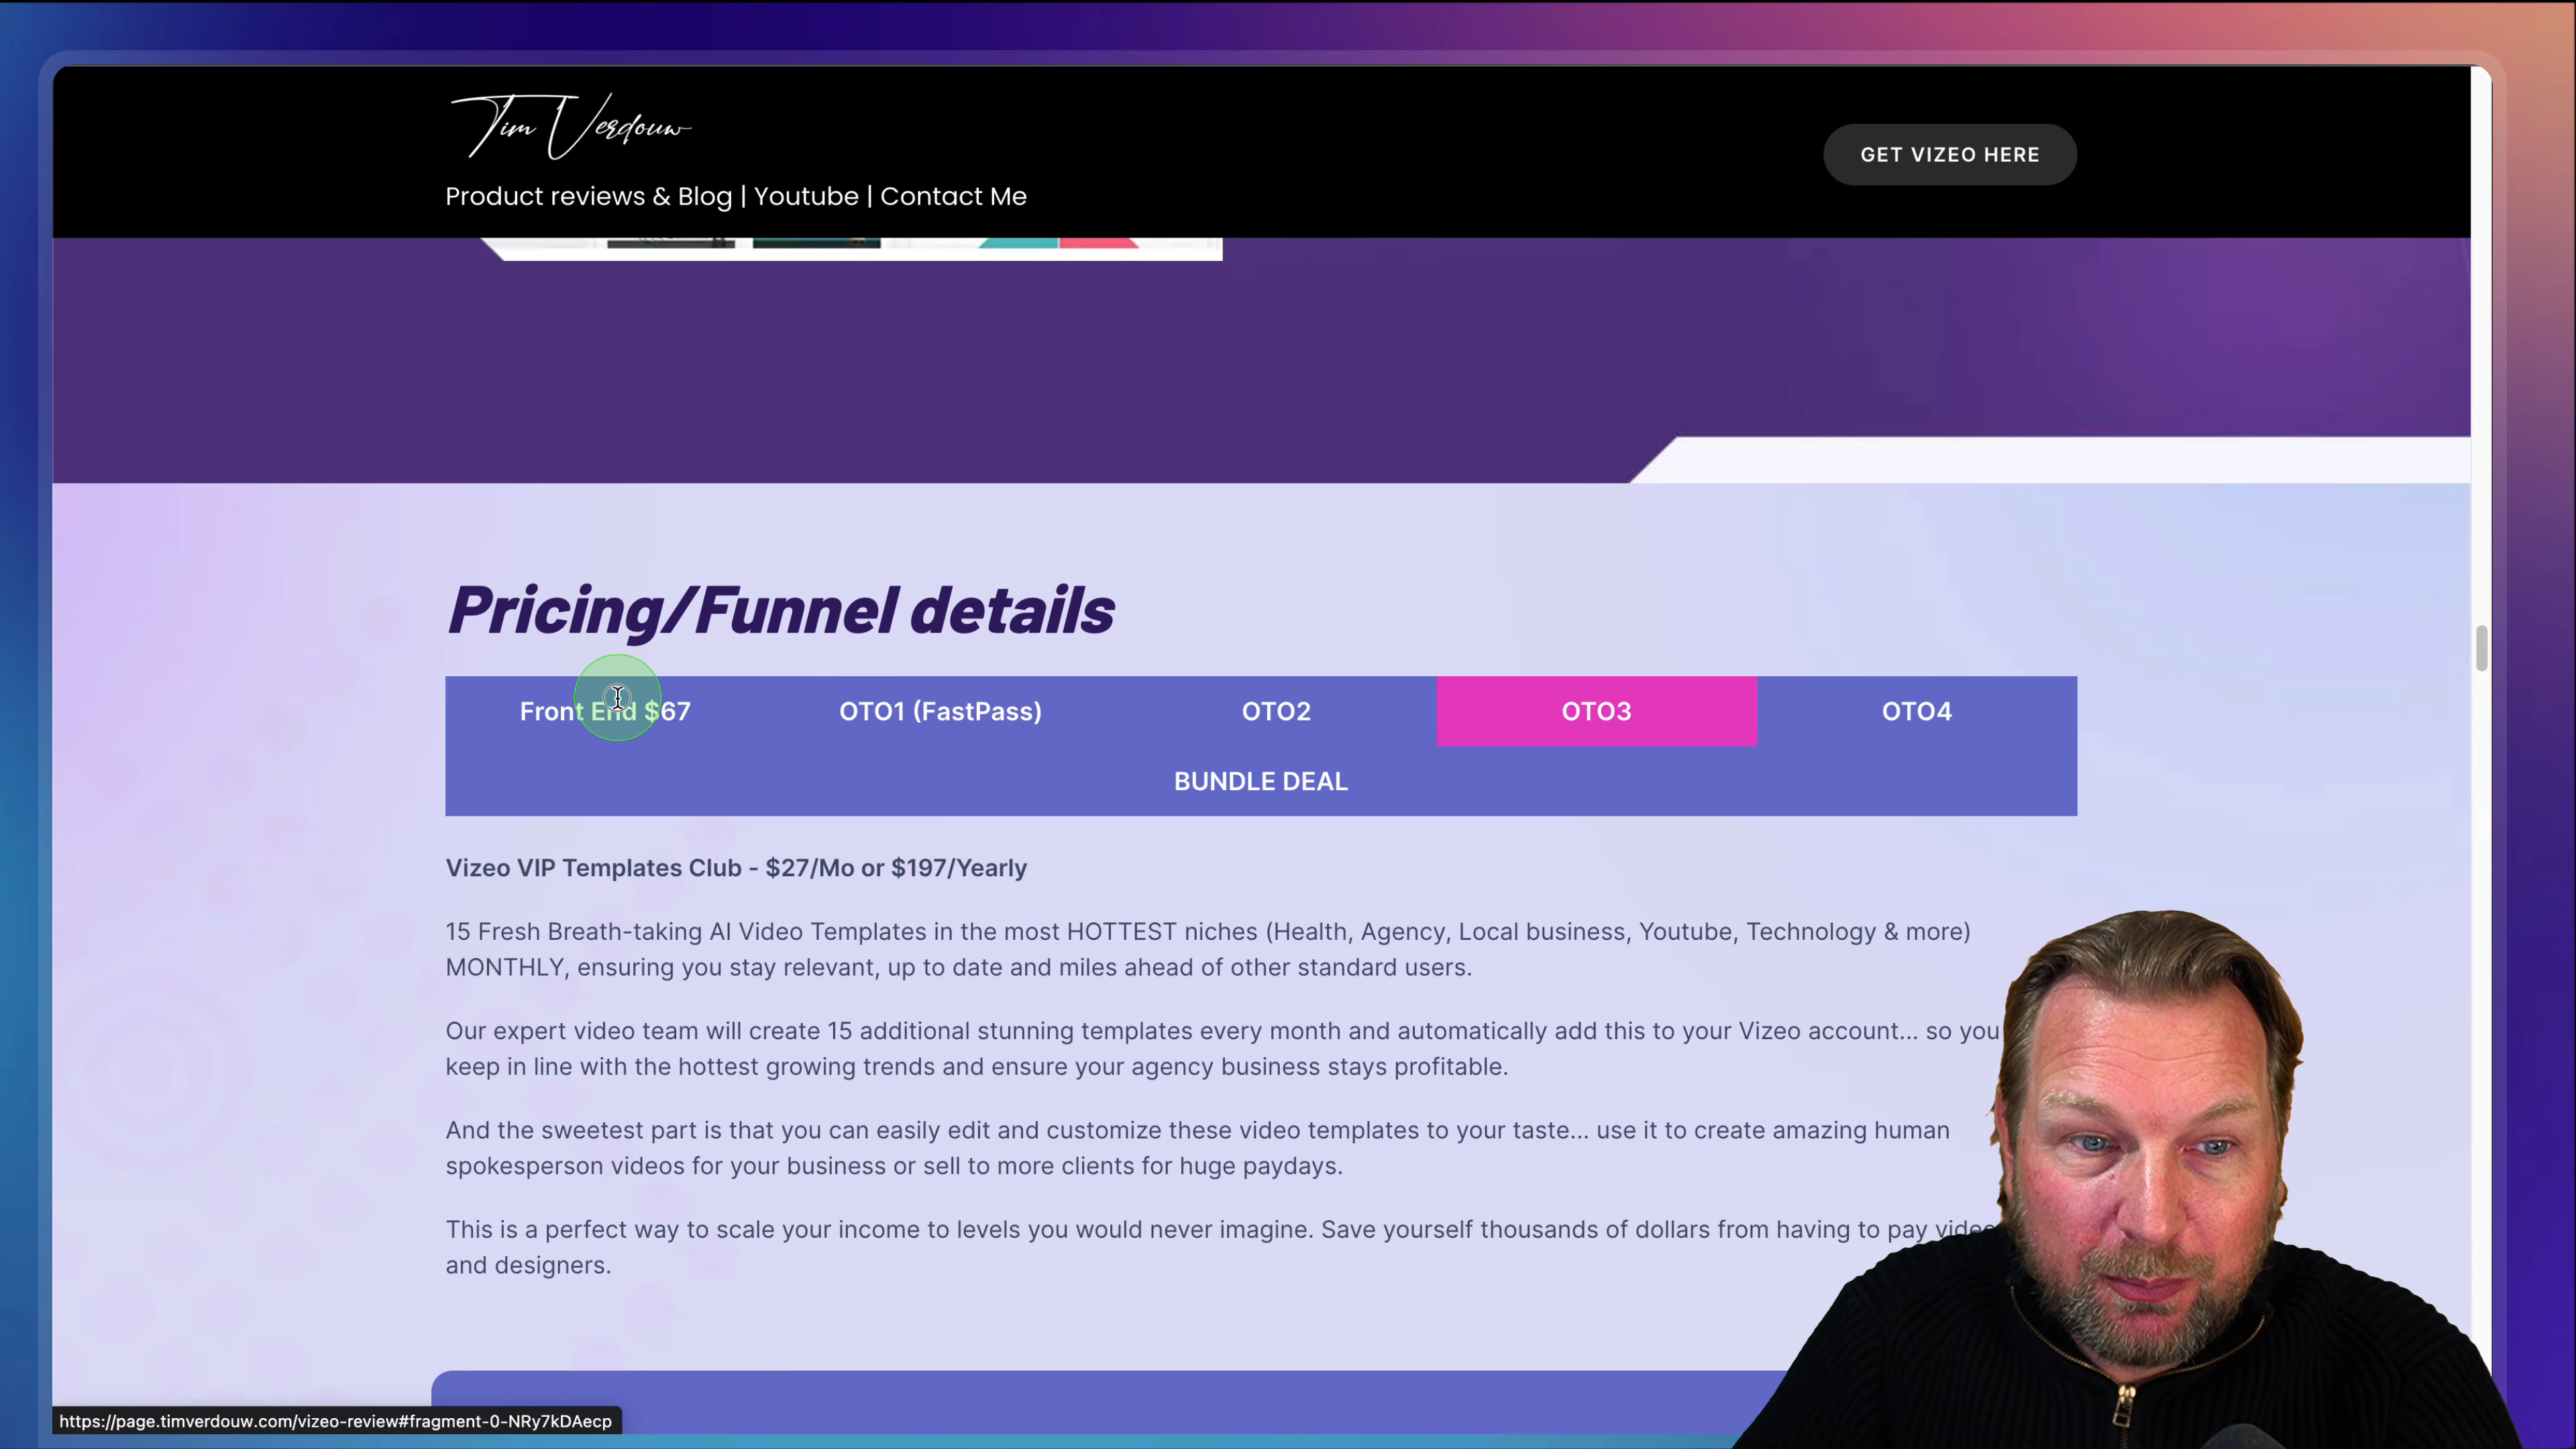 Tim Verdouw
GET VIZEO HERE
Product reviews & Blog | Youtube | Contact Me
Pricing/Funnel details
Front End $67
OTO1 (FastPass)
OTO2
OTO3
OTO4
BUNDLE DEAL
Vizeo VIP Templates Club - $27/Mo or $197/Yearly
15 Fresh Breath-taking AI Video Templates in the most HOTTEST niches (Health, Agency, Local business, Youtube, Technology & more)
MONTHLY, ensuring you stay relevant, up to date and miles ahead of other standard users.
Our expert video team will create 15 additional stunning templates every month and automatically add this to your Vizeo account... so you
keep in line with the hottest growing trends and ensure your agency business stays profitable.
And the sweetest part is that you can easily edit and customize these video templates to your taste... use it to create amazing human
spokesperson videos for your business or sell to more clients for huge paydays.
This is a perfect way to scale your income to levels you would never imagine. Save yourself thousands of dollars from having to pay
and designers.
https://page.timverdouw.com/vizeo-review#fragment-0-NRy7kDAecp